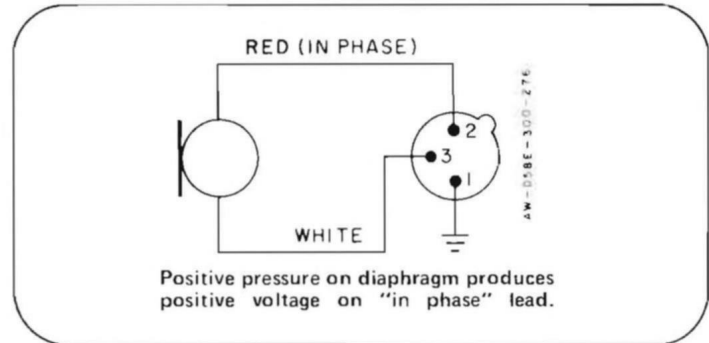 RED (IN PHASE)
2
3
1
WHITE
AW-D58E-300-276
Positive pressure on diaphragm produces
positive voltage on "in phase" lead.